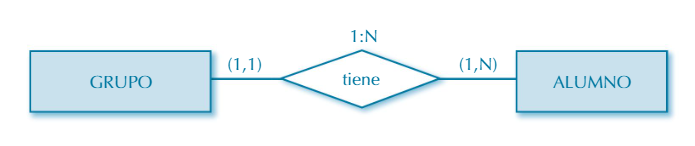 1:N
(1,1) (1,N)
GRUPO tiene ALUMNO